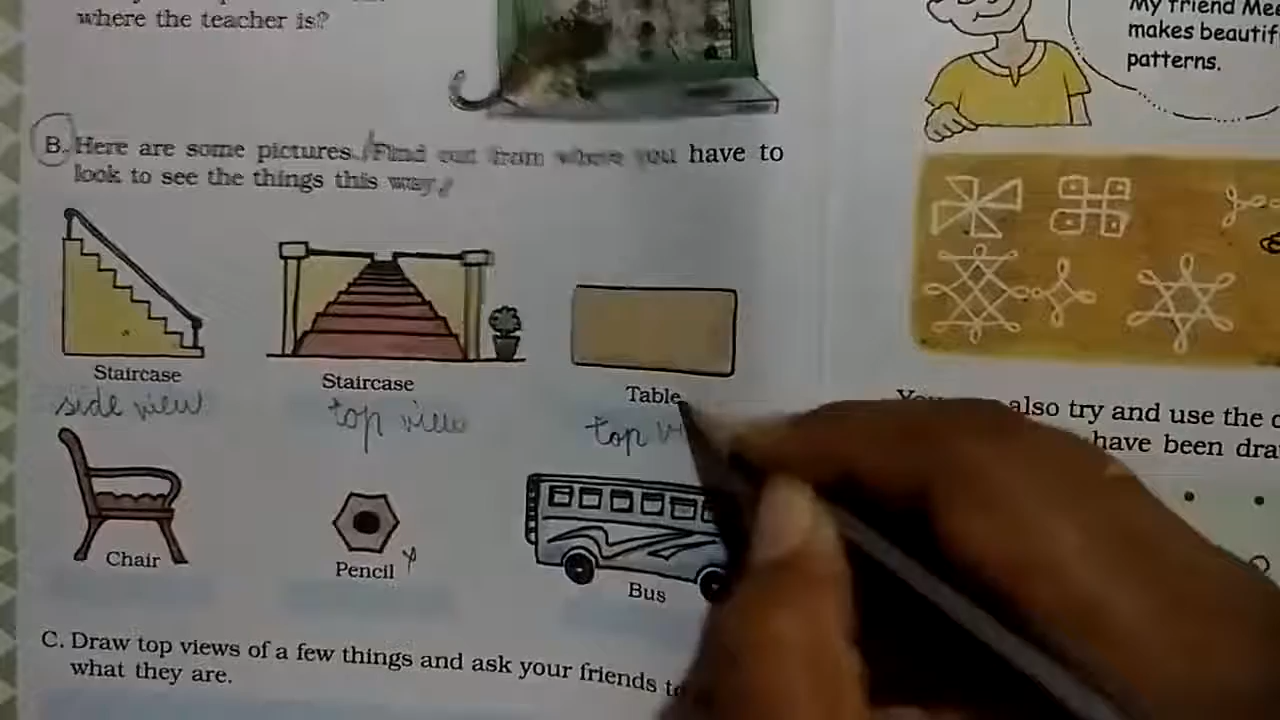 where the teacher is?
B. Here are some pictures. Find out from where you have to
look to see the things this way.
Staircase
Staircase
Table
side view
top view
top
Chair
Pencil
Bus
C. Draw top views of a few things and ask your friends
what they are.
My friend
makes
patterns.
also try and use the
have been